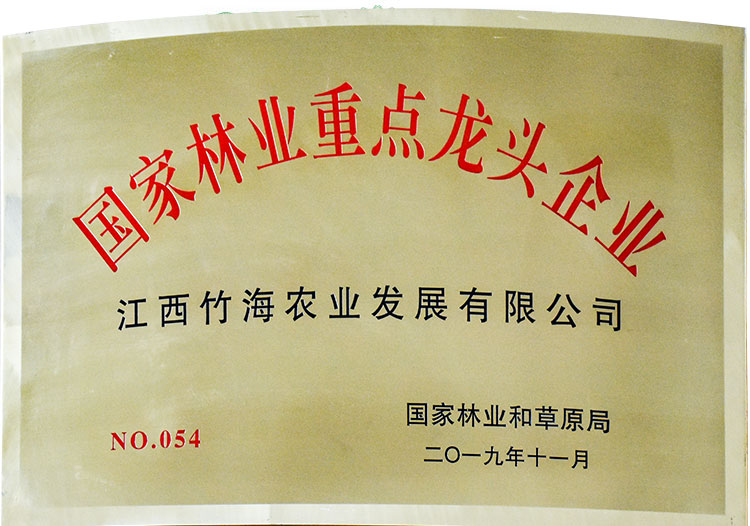 国家林业重点龙头企业
江西竹海农业发展有限公司
国家林业和草原局
NO.054
二〇一九年十一月